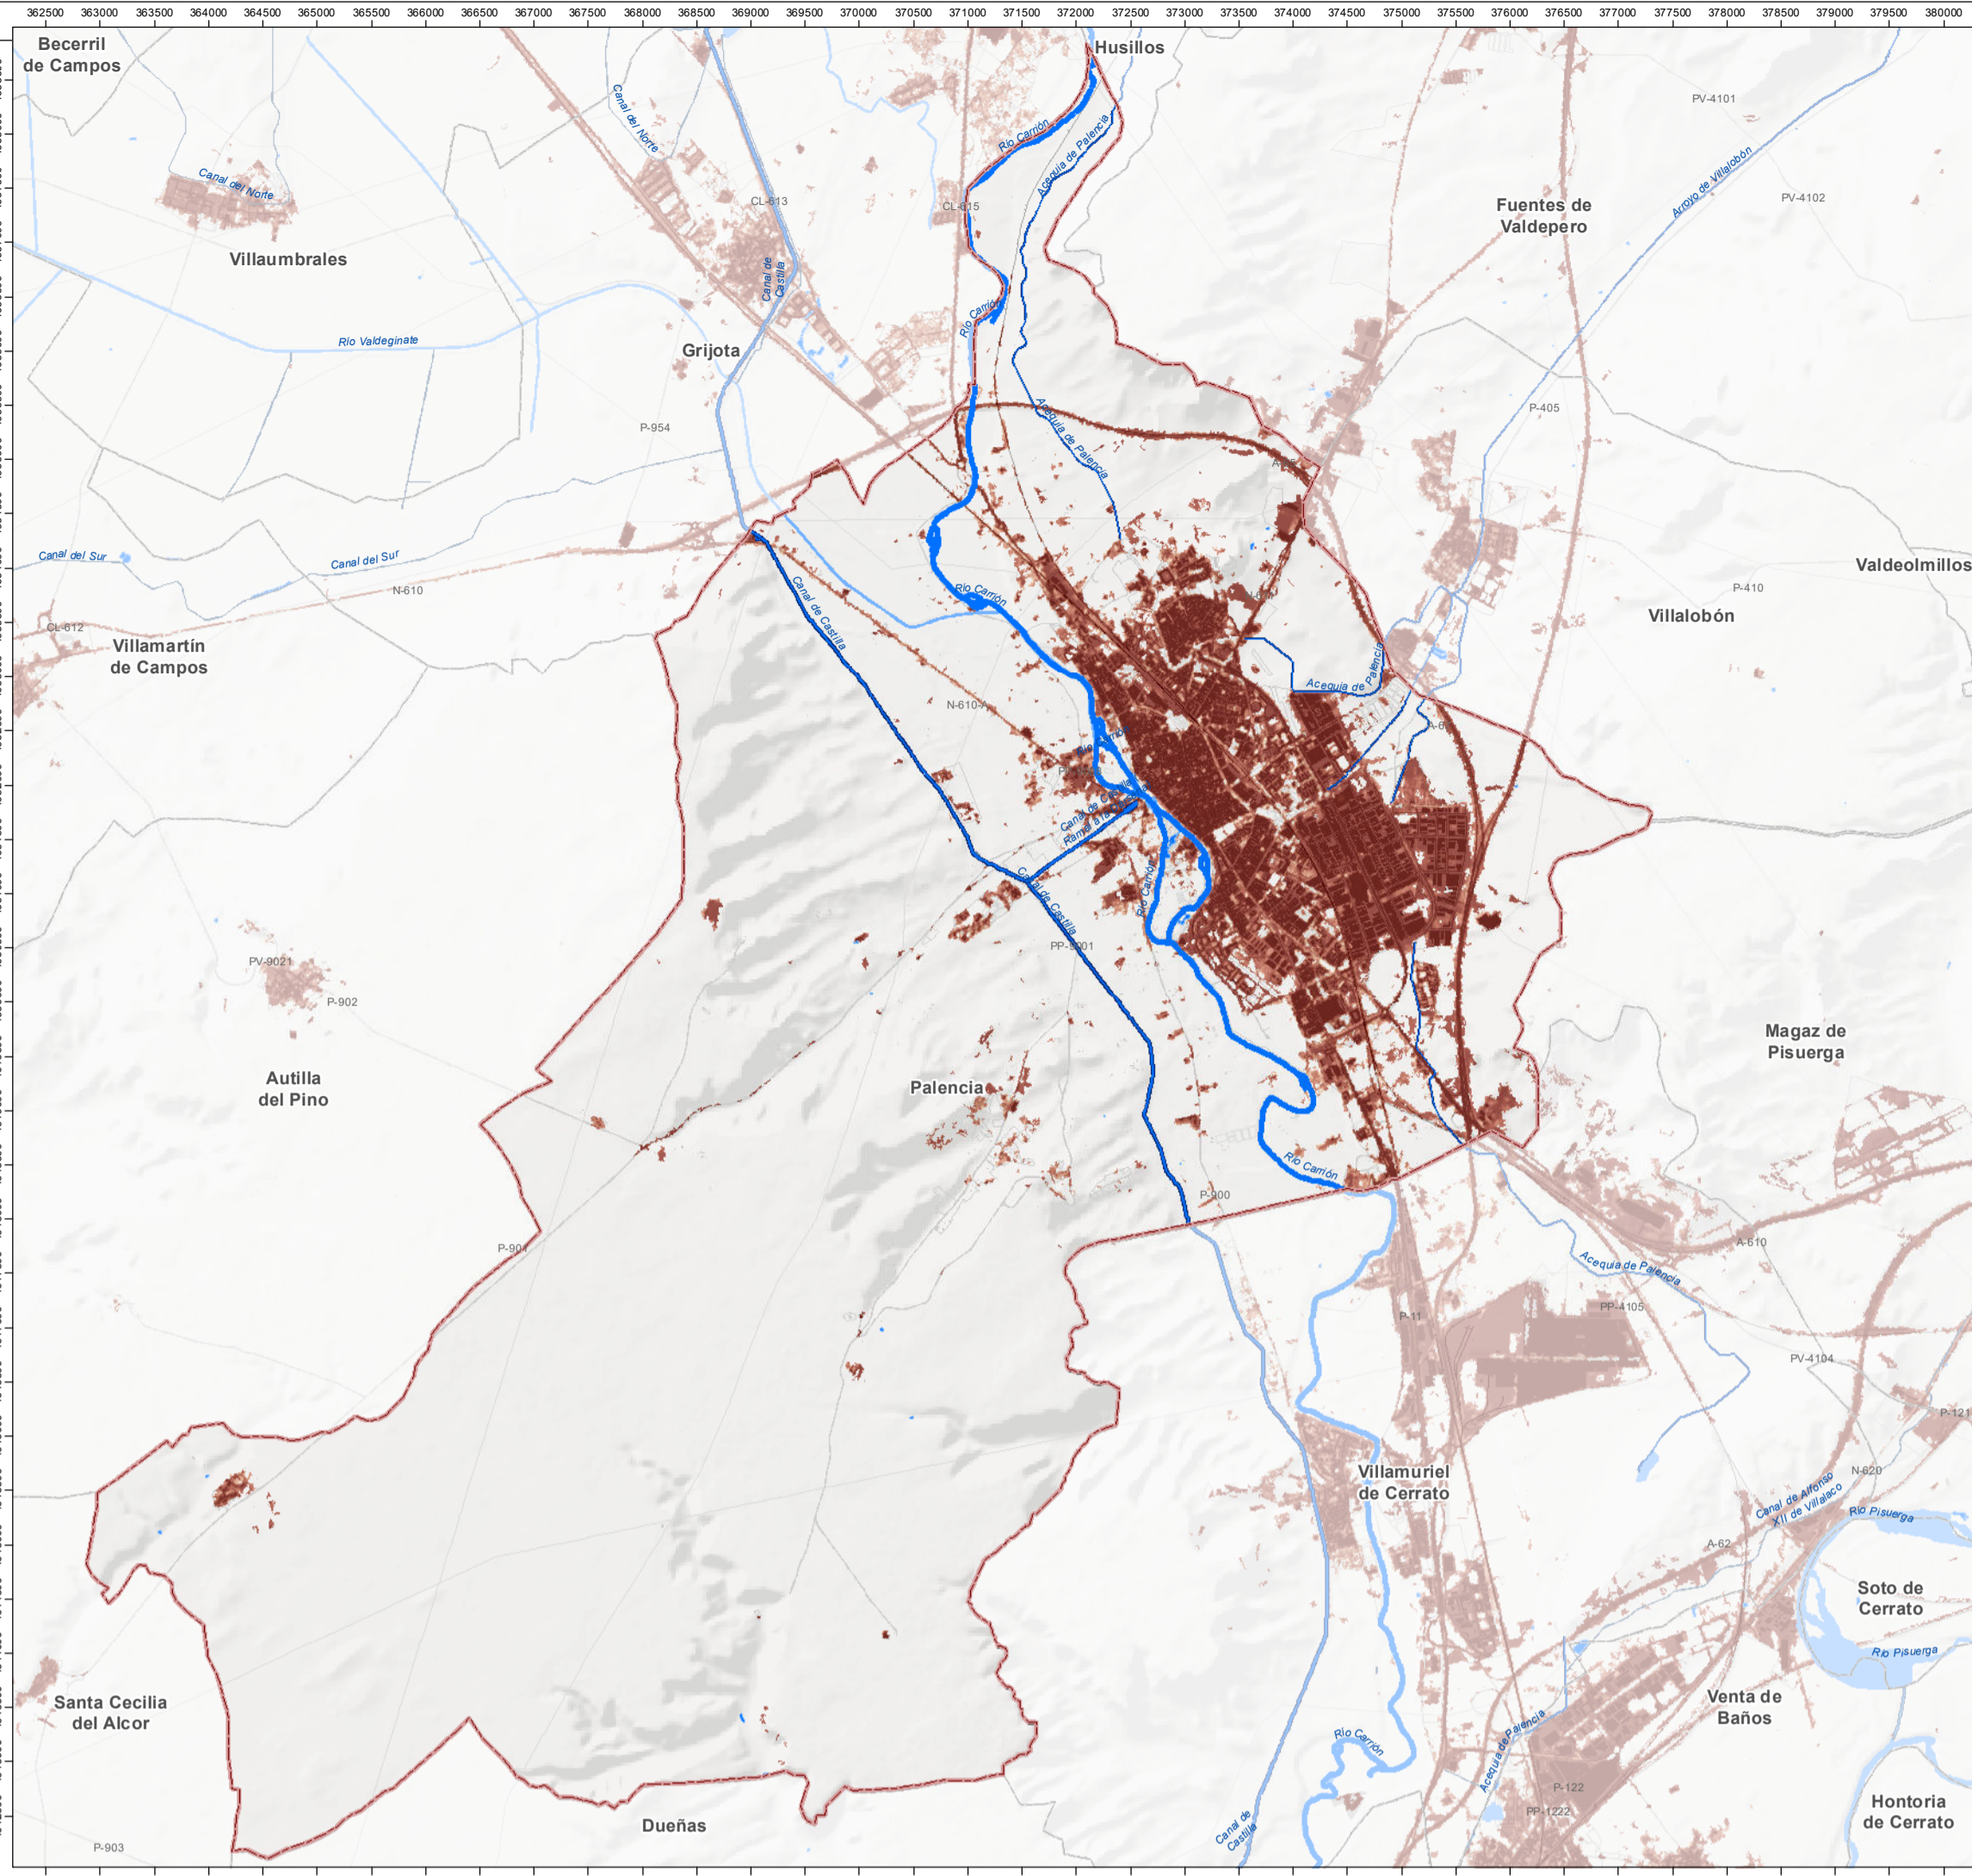 362500 363000 363500 364000 364500 365000 365500 366000 366500 367000 367500 368000 368500 369000 369500 370000 370500 371000 371500 372000 372500 373000 373500 374000 374500 375000 375500 376000 376500 377000 377500 378000 378500 379000 379500 380000
Becerril
de Campos
Husillos
Canal del Norte
Río Carrión
Acequia de Palencia
PV-4101
Arroyo de Villalobón
Canal del Norte
CL-613
CL-615
PV-4102
Fuentes de
Valdepero
Villaumbrales
Canal de
Castilla
Río Carrión
Río Valdeginate
Grijota
P-954
P-405
Acequia de Palencia
Canal del Sur
Canal del Sur
N-610
Valdeolmillos
P-410
Villalobón
CL-612
Villamartín
de Campos
Canal de Castilla
Río Carrión
Acequia de
Palencia
N-610-A
Río Carrión
Canal de Castilla
Río Carrión
Canal de Castilla
PP-9001
PV-9021
P-902
Magaz de
Pisuerga
Autilla
del Pino
Palencia
Río Carrión
P-900
P-901
A-610
Acequia de Palencia
PP-4105
P-11
PV-4104
P-121
Villamuriel
de Cerrato
N-620
Canal de Alfonso
XII de Villalaco
Río Pisuerga
A-62
Soto de
Cerrato
Río Pisuerga
Santa Cecilia
del Alcor
Venta de
Baños
Río Carrión
Acequia de Palencia
P-122
PP-1222
Dueñas
Canal de
Castilla
Hontoria
de Cerrato
P-903